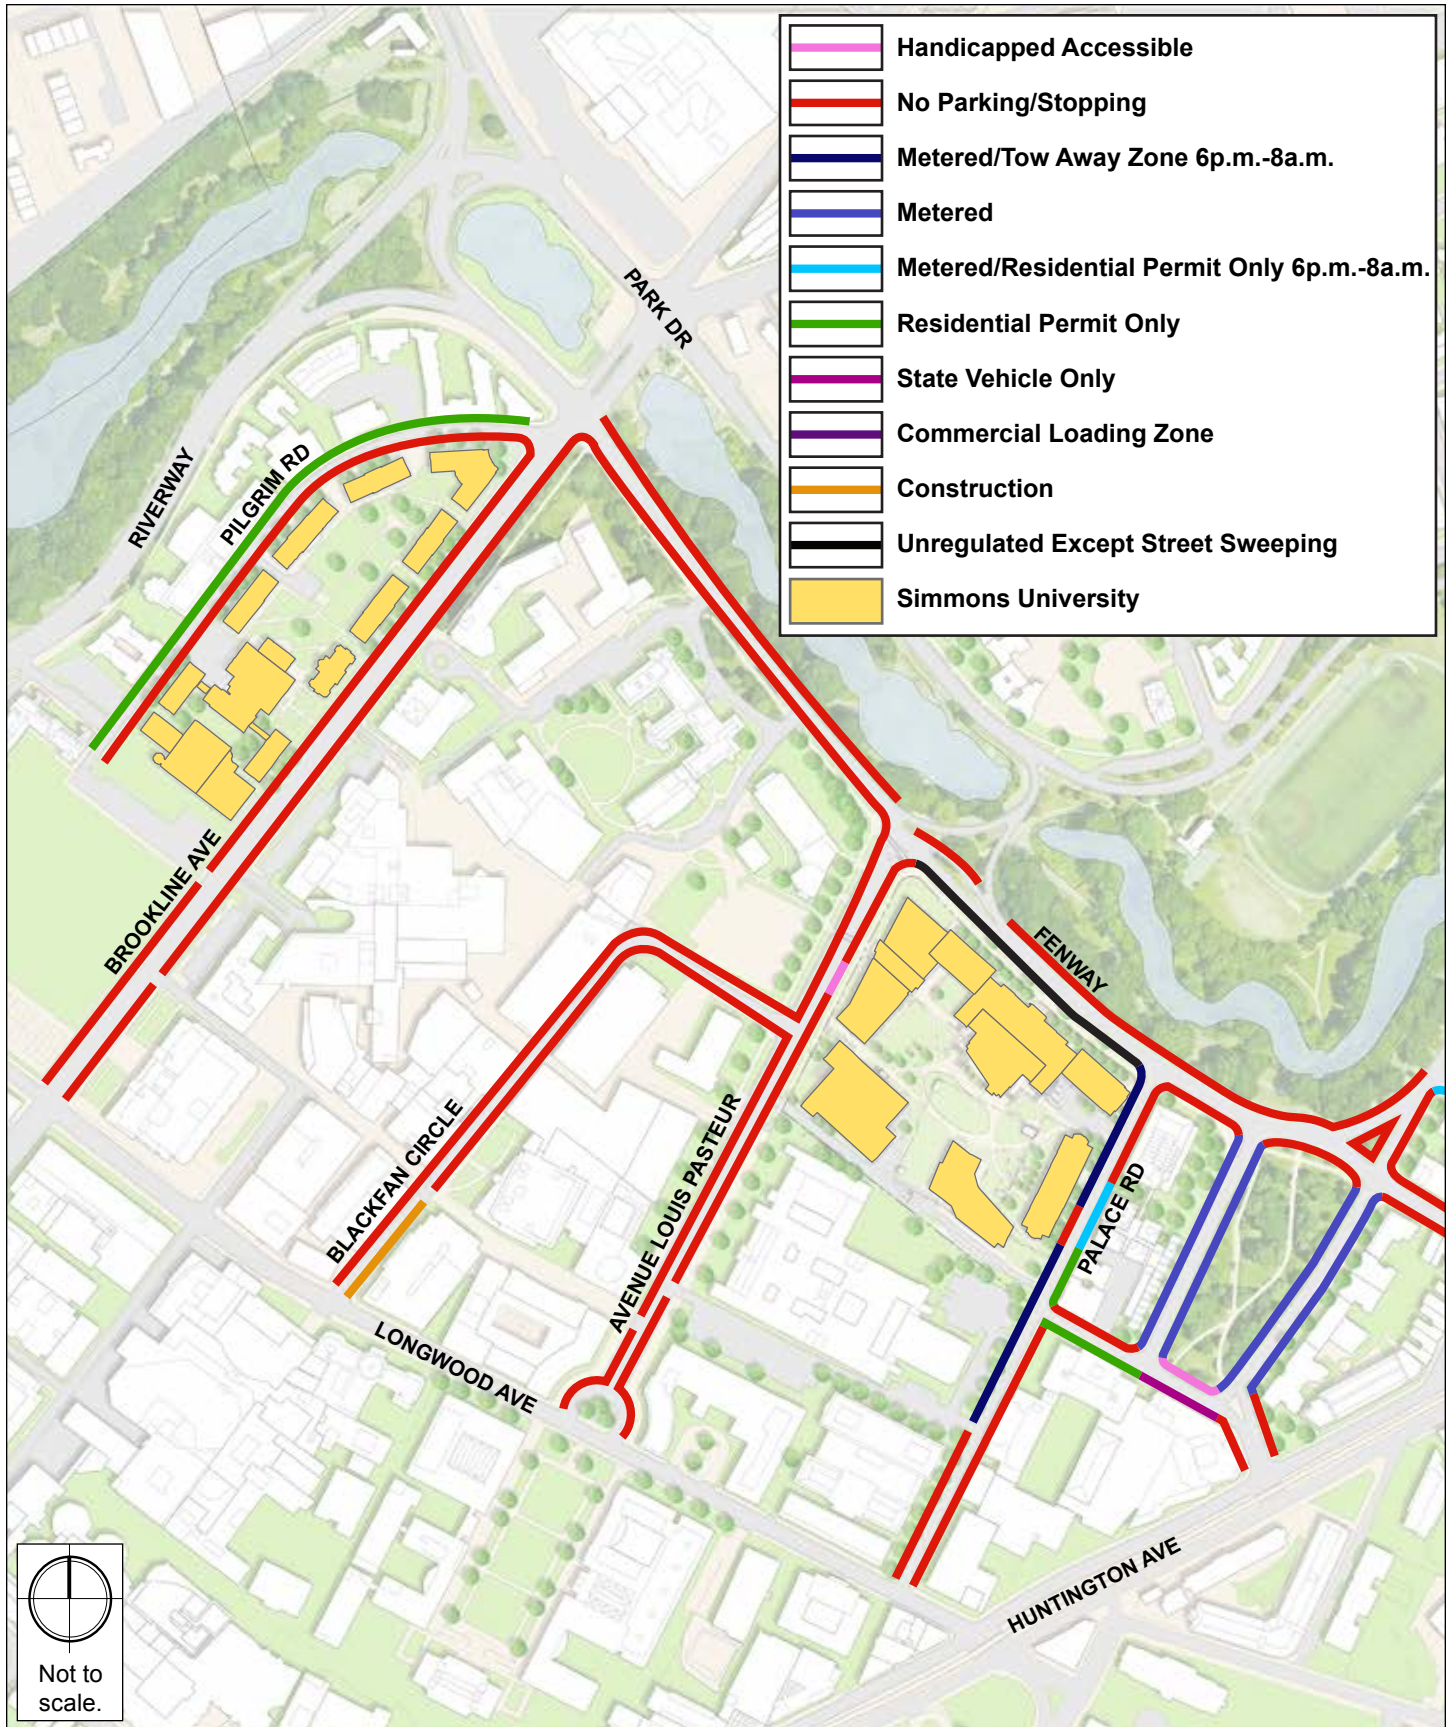 Handicapped Accessible
No Parking/Stopping
Metered/Tow Away Zone 6p.m.-8a.m.
Metered
Metered/Residential Permit Only 6p.m.-8a.m.
Residential Permit Only
State Vehicle Only
Commercial Loading Zone
Construction
Unregulated Except Street Sweeping
Simmons University
PARK DR
RIVERWAY
PILGRIM RD
BROOKLINE AVE
FENWAY
BLACKFAN CIRCLE
AVENUE LOUIS PASTEUR
PALACE RD
LONGWOOD AVE
HUNTINGTON AVE
Not to
scale.